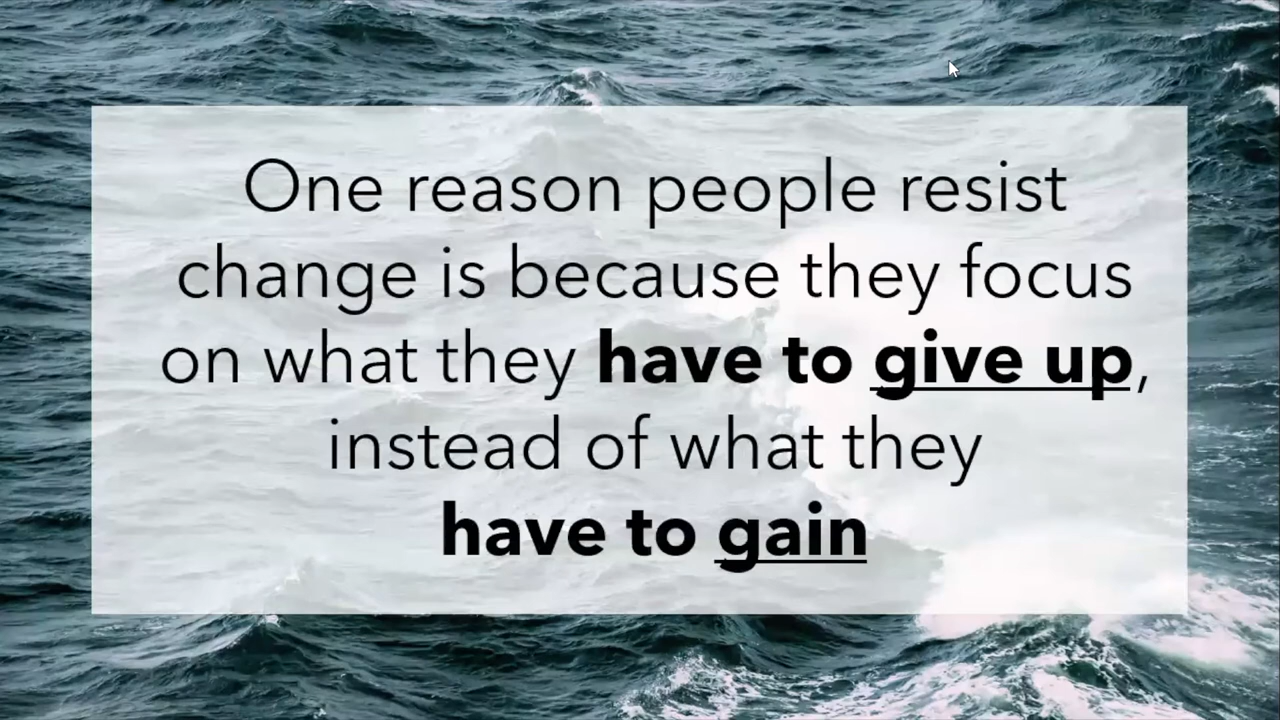 One reason people resist
change is because they focus
on what they have to give up,
instead of what they
have to gain